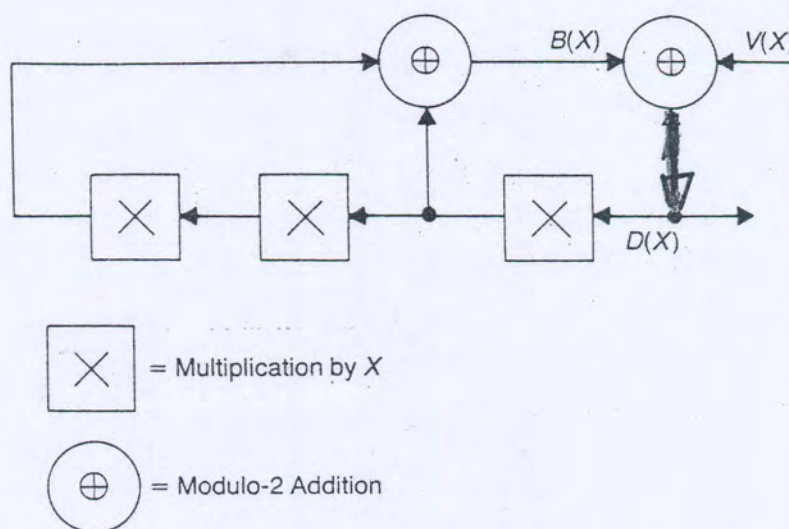 B(X) V(X)
D(X)
= Multiplication by X
= Modulo-2 Addition